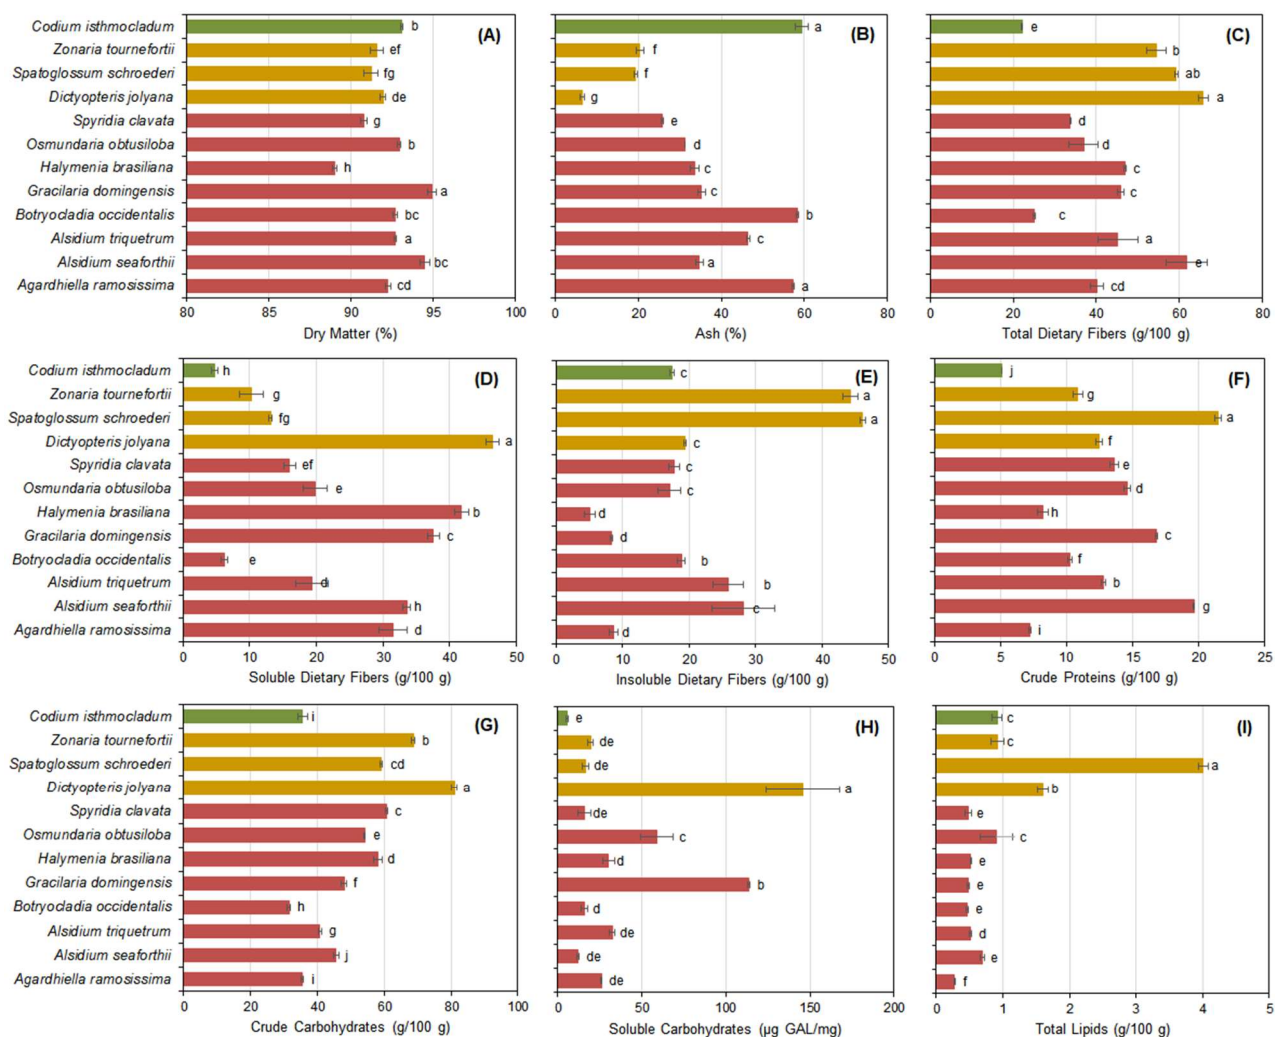 Codium isthmocladum b (A) a (B) e (C)
Zonaria tournefortii ef f b
Spatoglossum schroederi fg f ab
Dictyopteris jolyana de g a
Spyridia clavata g e d
Osmundaria obtusiloba b d d
Halymenia brasiliana h c c
Gracilaria domingensis a c c
Botryocladia occidentalis bc b c
Alsidium triquetrum a c a
Alsidium seaforthii bc a e
Agardhiella ramosissima cd a cd
80 85 90 95 100 0 20 40 60 80 0 20 40 60 80
Dry Matter (%) Ash (%) Total Dietary Fibers (g/100 g)
Codium isthmocladum h (D) c (E) j (F)
Zonaria tournefortii g a g
Spatoglossum schroederi fg a a
Dictyopteris jolyana a c f
Spyridia clavata ef c e
Osmundaria obtusiloba e c d
Halymenia brasiliana b d h
Gracilaria domingensis c d c
Botryocladia occidentalis e b f
Alsidium triquetrum d b b
Alsidium seaforthii h c g
Agardhiella ramosissima d d i
0 10 20 30 40 50 0 10 20 30 40 50 0 5 10 15 20 25
Soluble Dietary Fibers (g/100 g) Insoluble Dietary Fibers (g/100 g) Crude Proteins (g/100 g)
Codium isthmocladum i (G) e (H) c (I)
Zonaria tournefortii b de c
Spatoglossum schroederi cd de a
Dictyopteris jolyana a a b
Spyridia clavata c de e
Osmundaria obtusiloba e c c
Halymenia brasiliana d d e
Gracilaria domingensis f b e
Botryocladia occidentalis h d e
Alsidium triquetrum g de d
Alsidium seaforthii j de e
Agardhiella ramosissima i de f
0 20 40 60 80 100 0 50 100 150 200 0 1 2 3 4 5
Crude Carbohydrates (g/100 g) Soluble Carbohydrates (µg GAL/mg) Total Lipids (g/100 g)